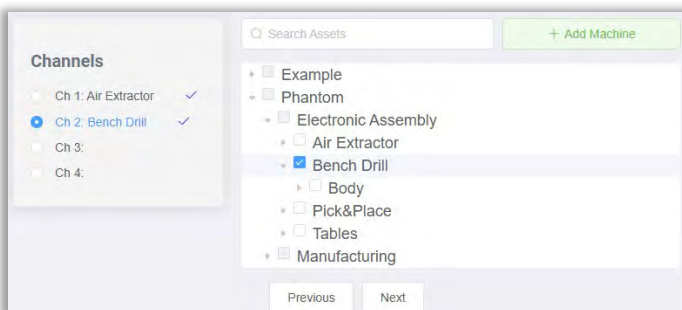 Channels
Ch 1: Air Extractor
Ch 2: Bench Drill
Ch 3:
Ch 4:
Search Assets
+ Add Machine
Example
Phantom
Electronic Assembly
Air Extractor
Bench Drill
Body
Pick&Place
Tables
Manufacturing
Previous
Next